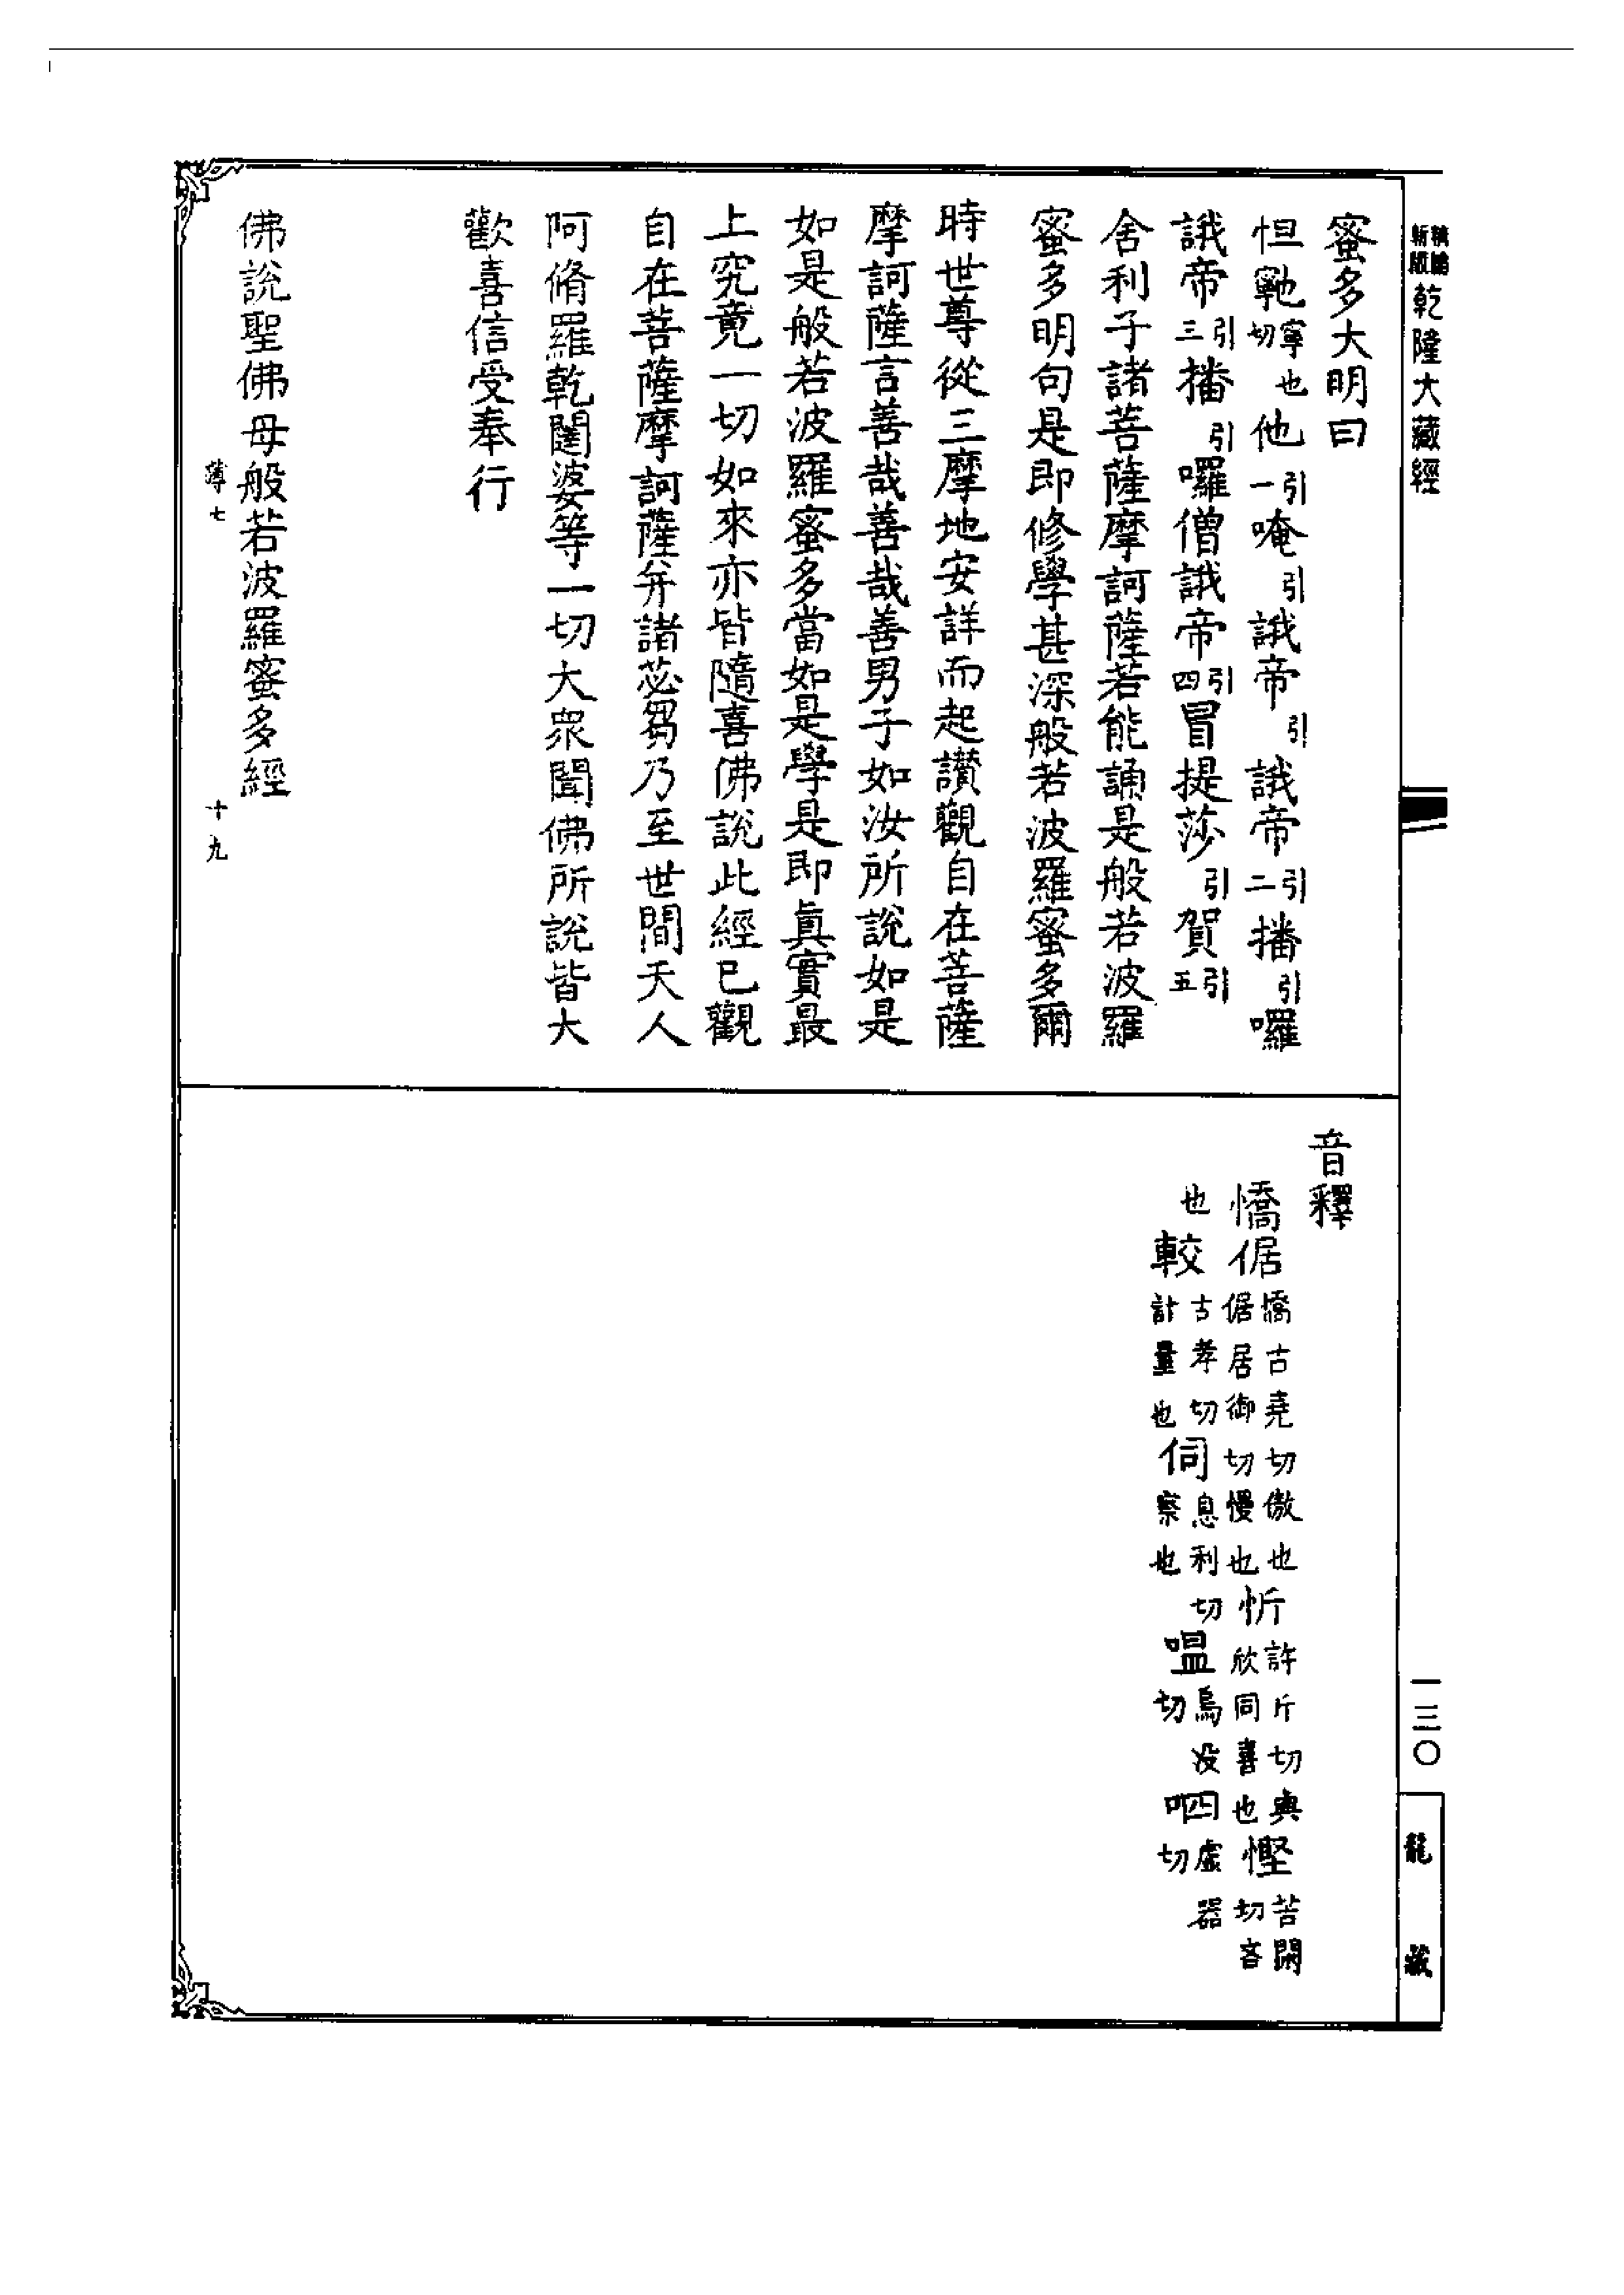 新版
乾隆大藏經
一三〇
龍藏
蜜多大明曰
怛𭌆切寧也他引一唵引誐帝引誐帝引二播引囉
誐帝引三播引囉僧誐帝引四冒提莎引賀引五
舍利子諸菩薩摩訶薩若能誦是般若波羅
蜜多明句是即修學甚深般若波羅蜜多爾
時世尊從三摩地安詳而起讚觀自在菩薩
摩訶薩言善哉善哉善男子如汝所說如是
如是般若波羅蜜多當如是學是即眞實最
上究竟一切如來亦皆隨喜佛說此經已觀
自在菩薩摩訶薩并諸苾芻乃至世間天人
阿脩羅乾闥婆等一切大衆聞佛所說皆大
歡喜信受奉行
佛說聖佛母般若波羅蜜多經
薄七 十九
音釋
憍倨憍古堯切傲也倨居御切慢也忻許斤切與欣同喜也慳苦閑切吝
也較古孝切計量也伺息利切察也嗢烏沒切呬虛器切